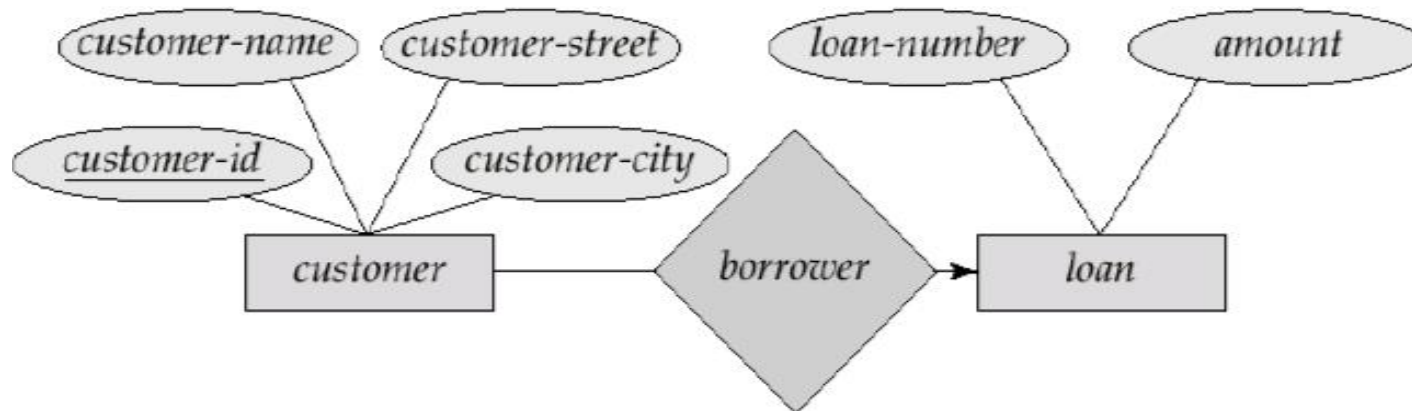 customer-name
customer-street
loan-number
amount
customer-id
customer-city
customer
borrower
loan